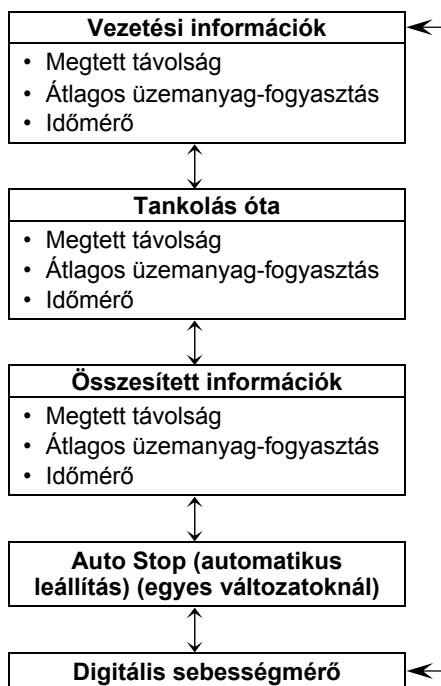 Vezetési információk
• Megtett távolság
• Átlagos üzemanyag-fogyasztás
• Időmérő
Tankolás óta
• Megtett távolság
• Átlagos üzemanyag-fogyasztás
• Időmérő
Összesített információk
• Megtett távolság
• Átlagos üzemanyag-fogyasztás
• Időmérő
Auto Stop (automatikus
leállítás) (egyes változatoknál)
Digitális sebességmérő